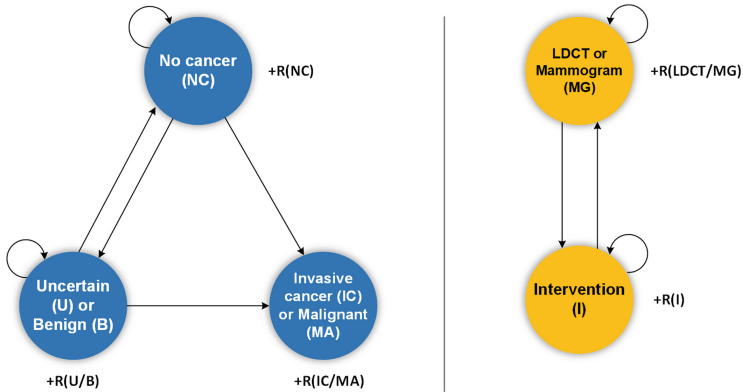 No cancer
(NC)
+R(NC)
Uncertain
(U) or
Benign (B)
+R(U/B)
Invasive
cancer (IC)
or Malignant
(MA)
+R(IC/MA)
LDCT or
Mammogram
(MG)
+R(LDCT/MG)
Intervention
(I)
+R(I)